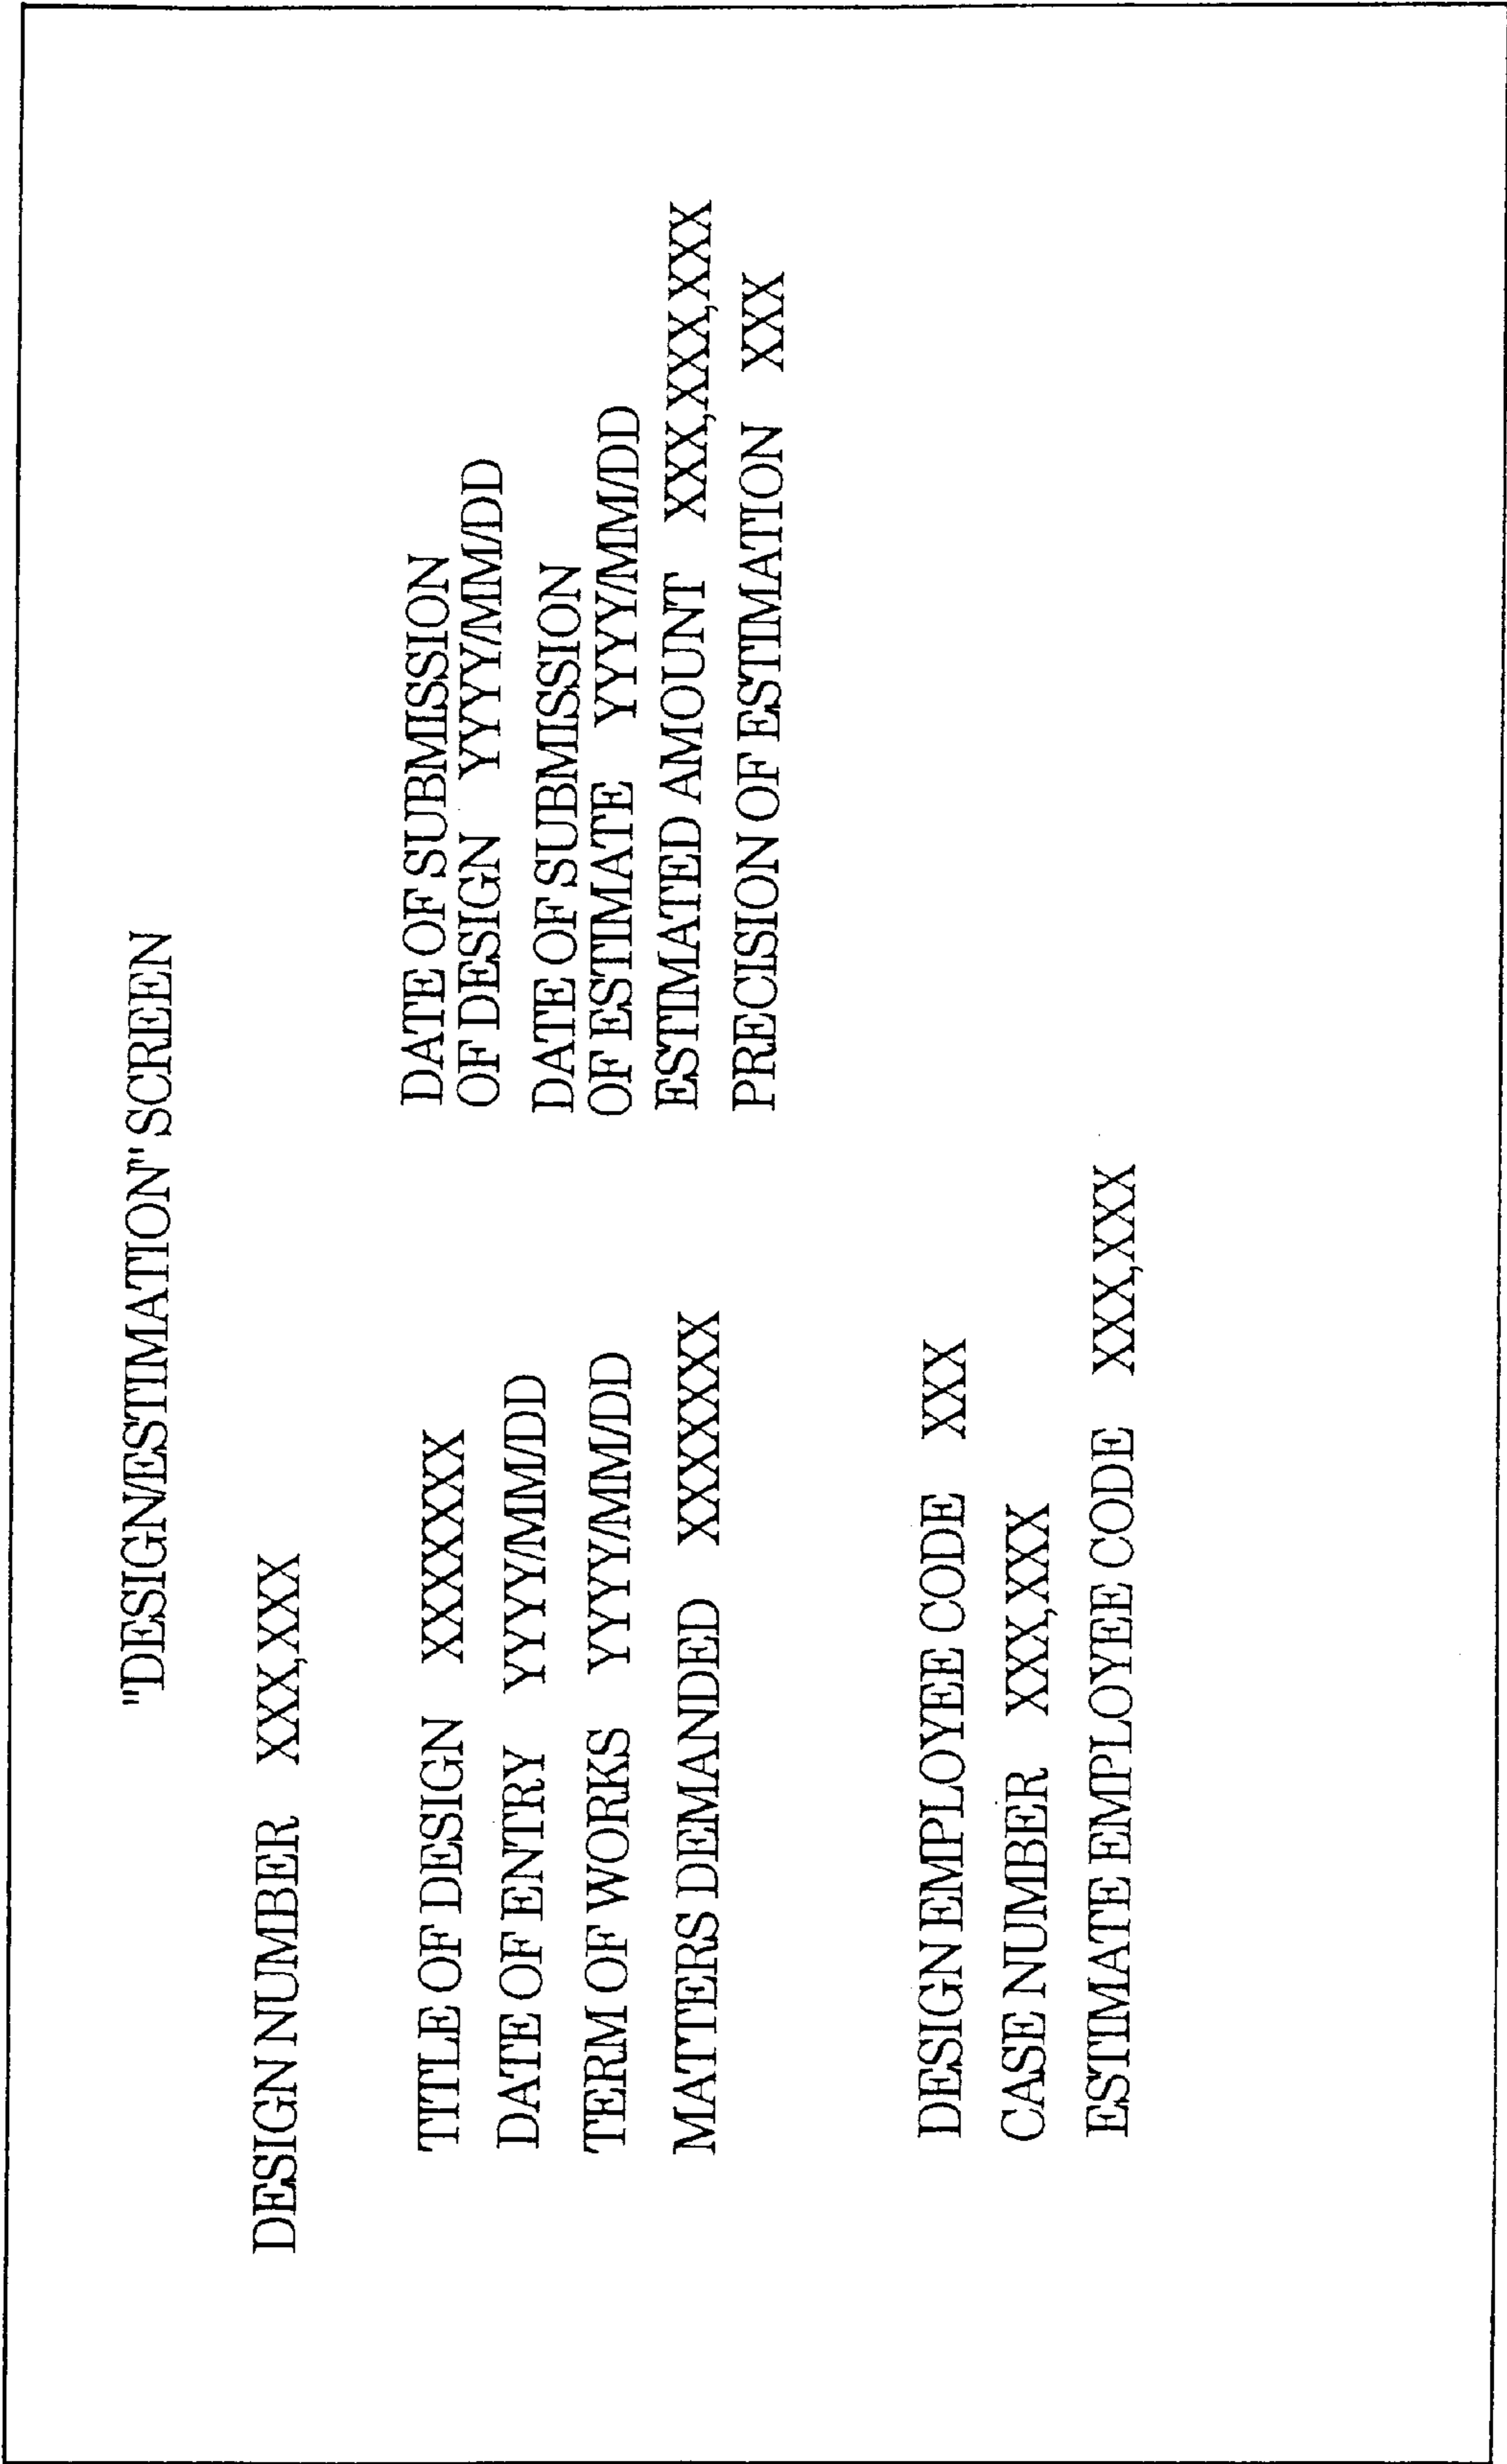 "DESIGN/ESTIMATION" SCREEN
DESIGN NUMBER XXX,XXX
TITLE OF DESIGN XXXXXXX
DATE OF ENTRY YYYY/MM/DD
TERM OF WORKS YYYY/MM/DD
MATTERS DEMANDED XXXXXXX
DATE OF SUBMISSION
OF DESIGN YYYY/MM/DD
DATE OF SUBMISSION
OF ESTIMATE YYYY/MM/DD
ESTIMATED AMOUNT XXX,XXX,XXX
PRECISION OF ESTIMATION XXX
DESIGN EMPLOYEE CODE XXX
CASE NUMBER XXX,XXX
ESTIMATE EMPLOYEE CODE XXX,XXX